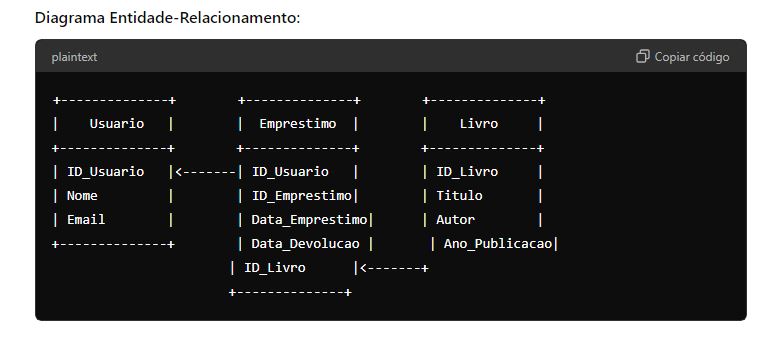 Diagrama Entidade-Relacionamento:
plaintext Copiar código
+--------------+        +--------------+        +--------------+
|    Usuario   |        |  Emprestimo  |        |    Livro     |
+--------------+        +--------------+        +--------------+
| ID_Usuario   |<-------| ID_Usuario   |        | ID_Livro     |
| Nome         |        | ID_Emprestimo|        | Titulo       |
| Email        |        | Data_Emprestimo|      | Autor        |
+--------------+        | Data_Devolucao |       | Ano_Publicacao|
                       | ID_Livro      |<-------+
                       +--------------+